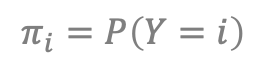 π_i = P(Y = i)